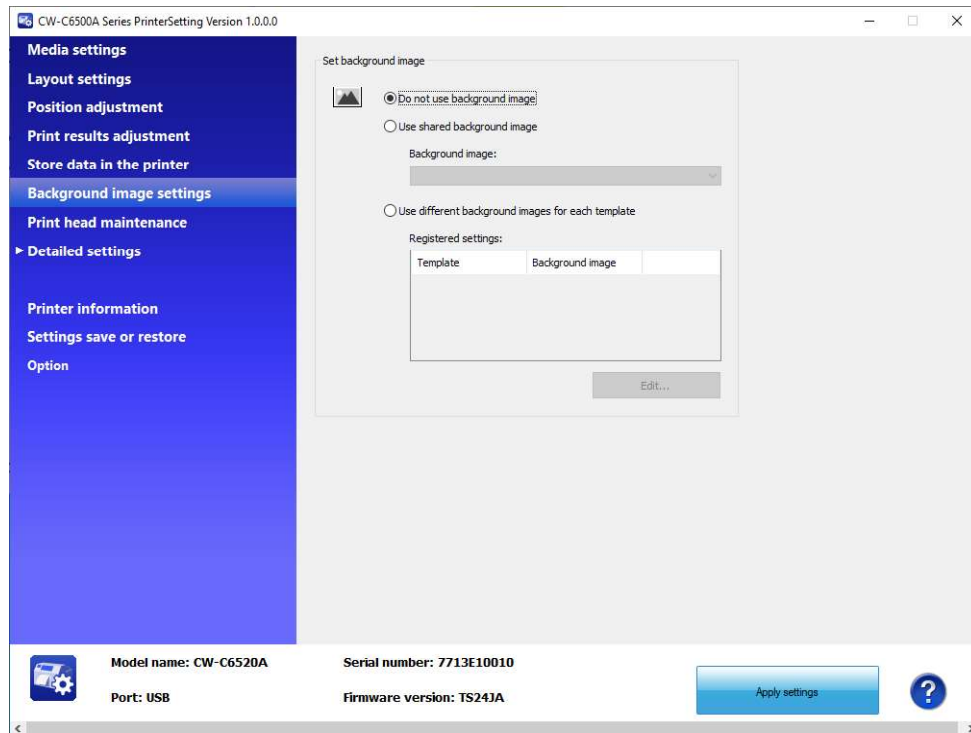 CW-C6500A Series PrinterSetting Version 1.0.0.0
Media settings
Layout settings
Position adjustment
Print results adjustment
Store data in the printer
Background image settings
Print head maintenance
Detailed settings
Printer information
Settings save or restore
Option
Set background image
Do not use background image
Use shared background image
Background image:
Use different background images for each template
Registered settings:
Template Background image
Edit...
Model name: CW-C6520A Serial number: 7713E10010
Port: USB Firmware version: TS24JA
Apply settings
?